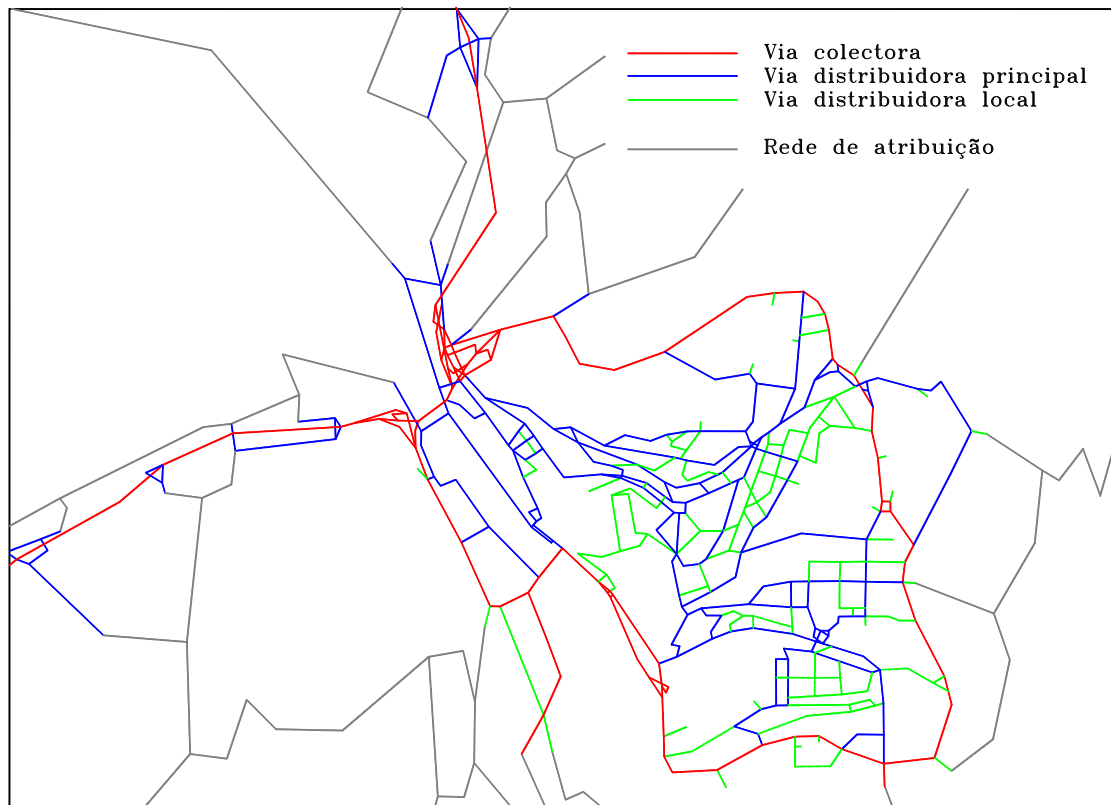 Via colectora
Via distribuidora principal
Via distribuidora local
Rede de atribuição